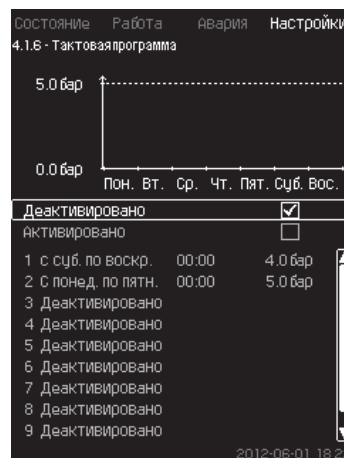 Состояние Работа Авария Настройки
4.1.6 - Тактоваяпрограмма
5.0 бар
0.0 бар
Пон. Вт. Ср. Чт. Пят. Суб. Вос.
Деактивировано
Активировано
1 с суб. по воскр. 00:00 4.0 бар
2 С понед. по пятн. 00:00 5.0 бар
3 Деактивировано
4 Деактивировано
5 Деактивировано
6 Деактивировано
7 Деактивировано
8 Деактивировано
9 Деактивировано
2012-06-01 18:2